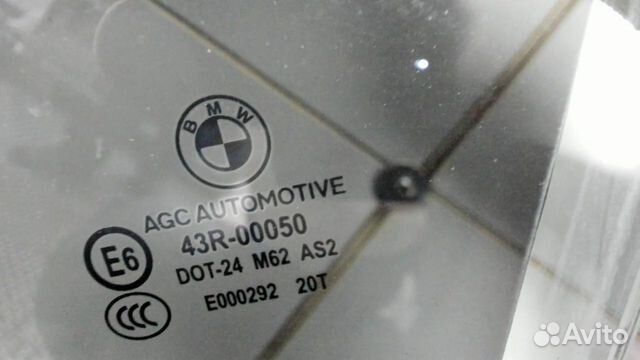 BMW
AGC AUTOMOTIVE
43R-00050
E6
DOT-24 M62 AS2
E000292 20T
CCC
Avito